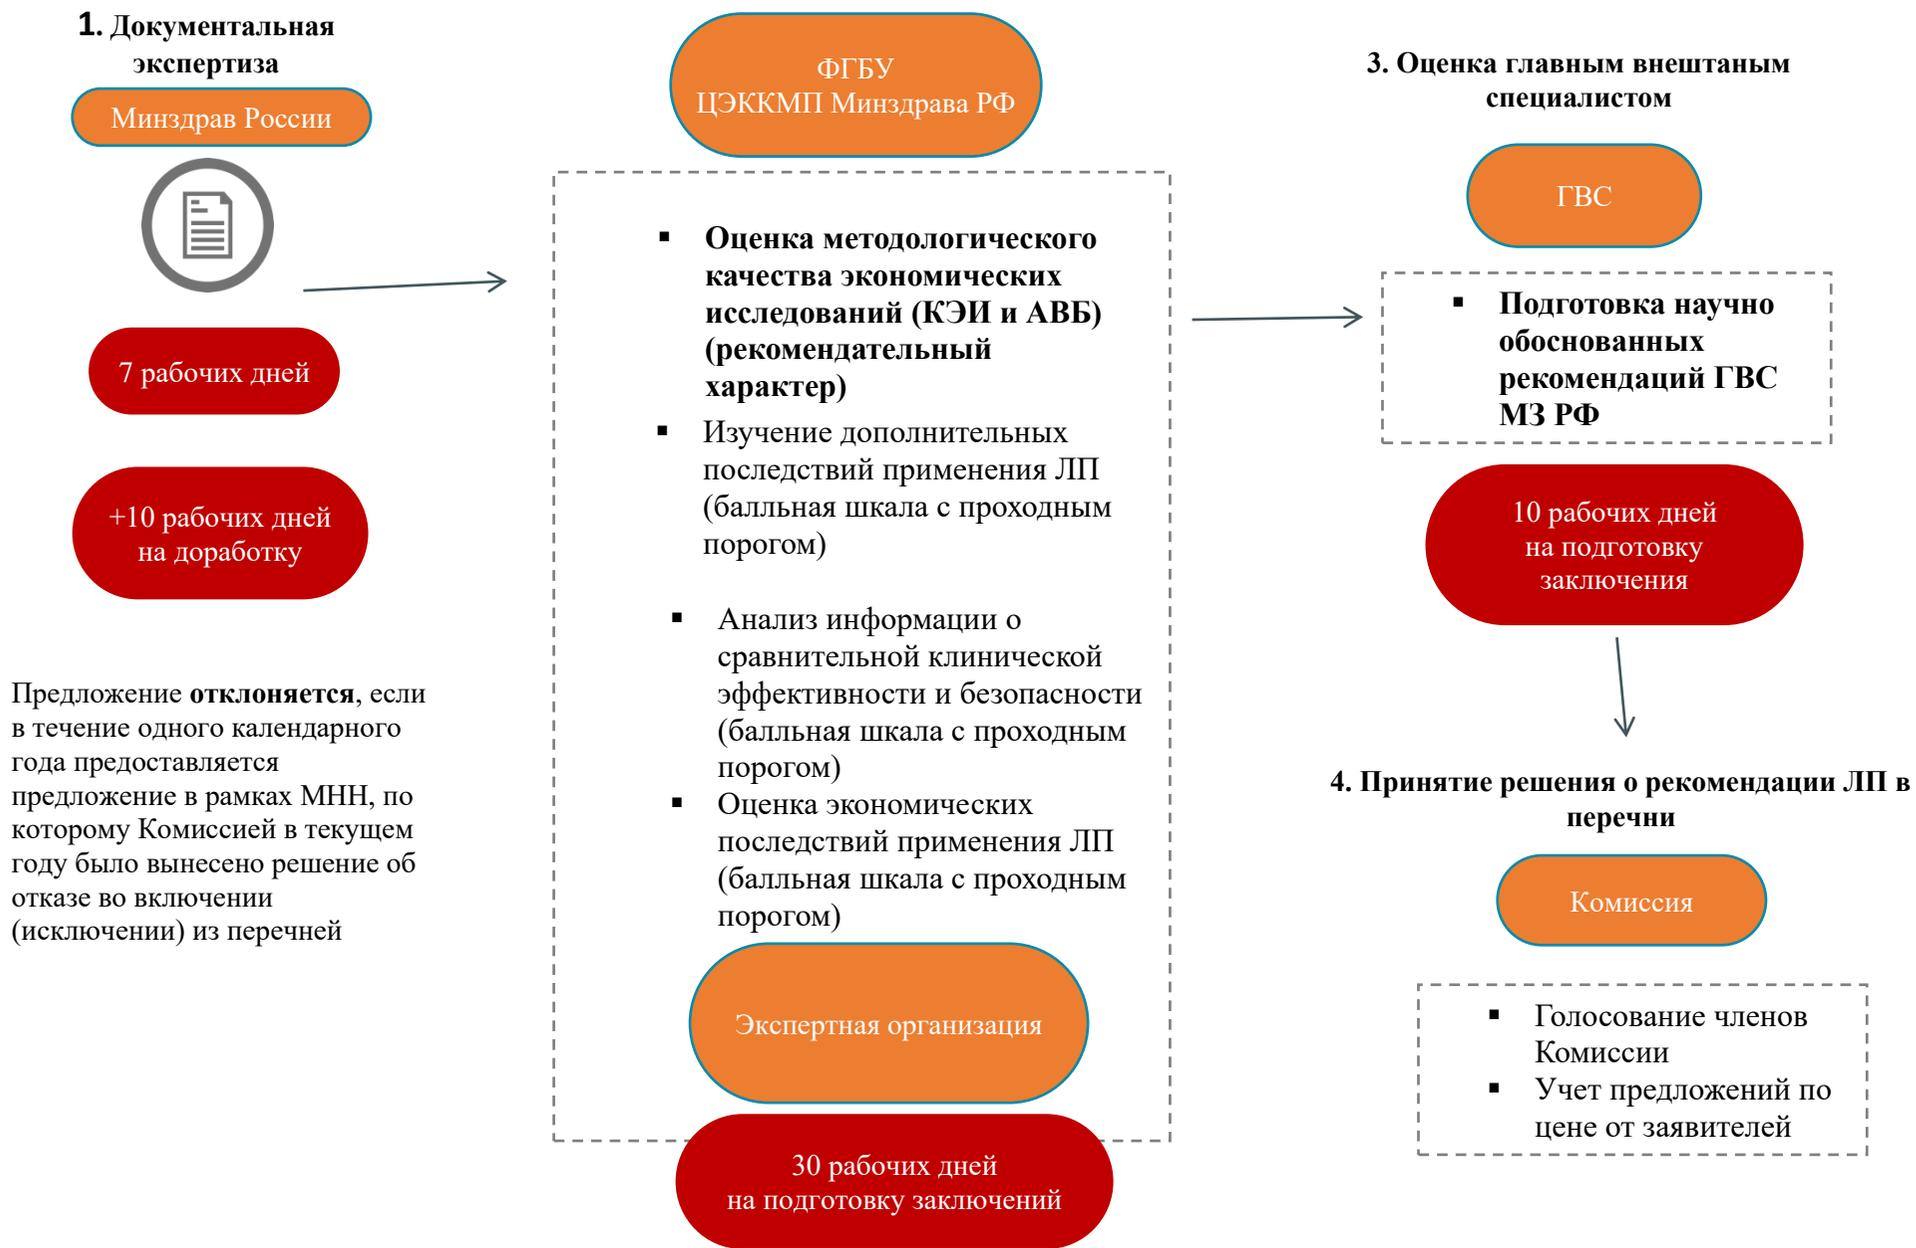 1. Документальная
экспертиза
Минздрав России
7 рабочих дней
+10 рабочих дней
на доработку
Предложение отклоняется, если
в течение одного календарного
года предоставляется
предложение в рамках МНН, по
которому Комиссией в текущем
году было вынесено решение об
отказе во включении
(исключении) из перечней
ФГБУ
ЦЭККМП Минздрава РФ
▪ Оценка методологического
качества экономических
исследований (КЭИ и АВБ)
(рекомендательный
характер)
▪ Изучение дополнительных
последствий применения ЛП
(балльная шкала с проходным
порогом)
▪ Анализ информации о
сравнительной клинической
эффективности и безопасности
(балльная шкала с проходным
порогом)
▪ Оценка экономических
последствий применения ЛП
(балльная шкала с проходным
порогом)
Экспертная организация
30 рабочих дней
на подготовку заключений
3. Оценка главным внештаным
специалистом
ГВС
▪ Подготовка научно
обоснованных
рекомендаций ГВС
МЗ РФ
10 рабочих дней
на подготовку
заключения
4. Принятие решения о рекомендации ЛП в
перечни
Комиссия
▪ Голосование членов
Комиссии
▪ Учет предложений по
цене от заявителей